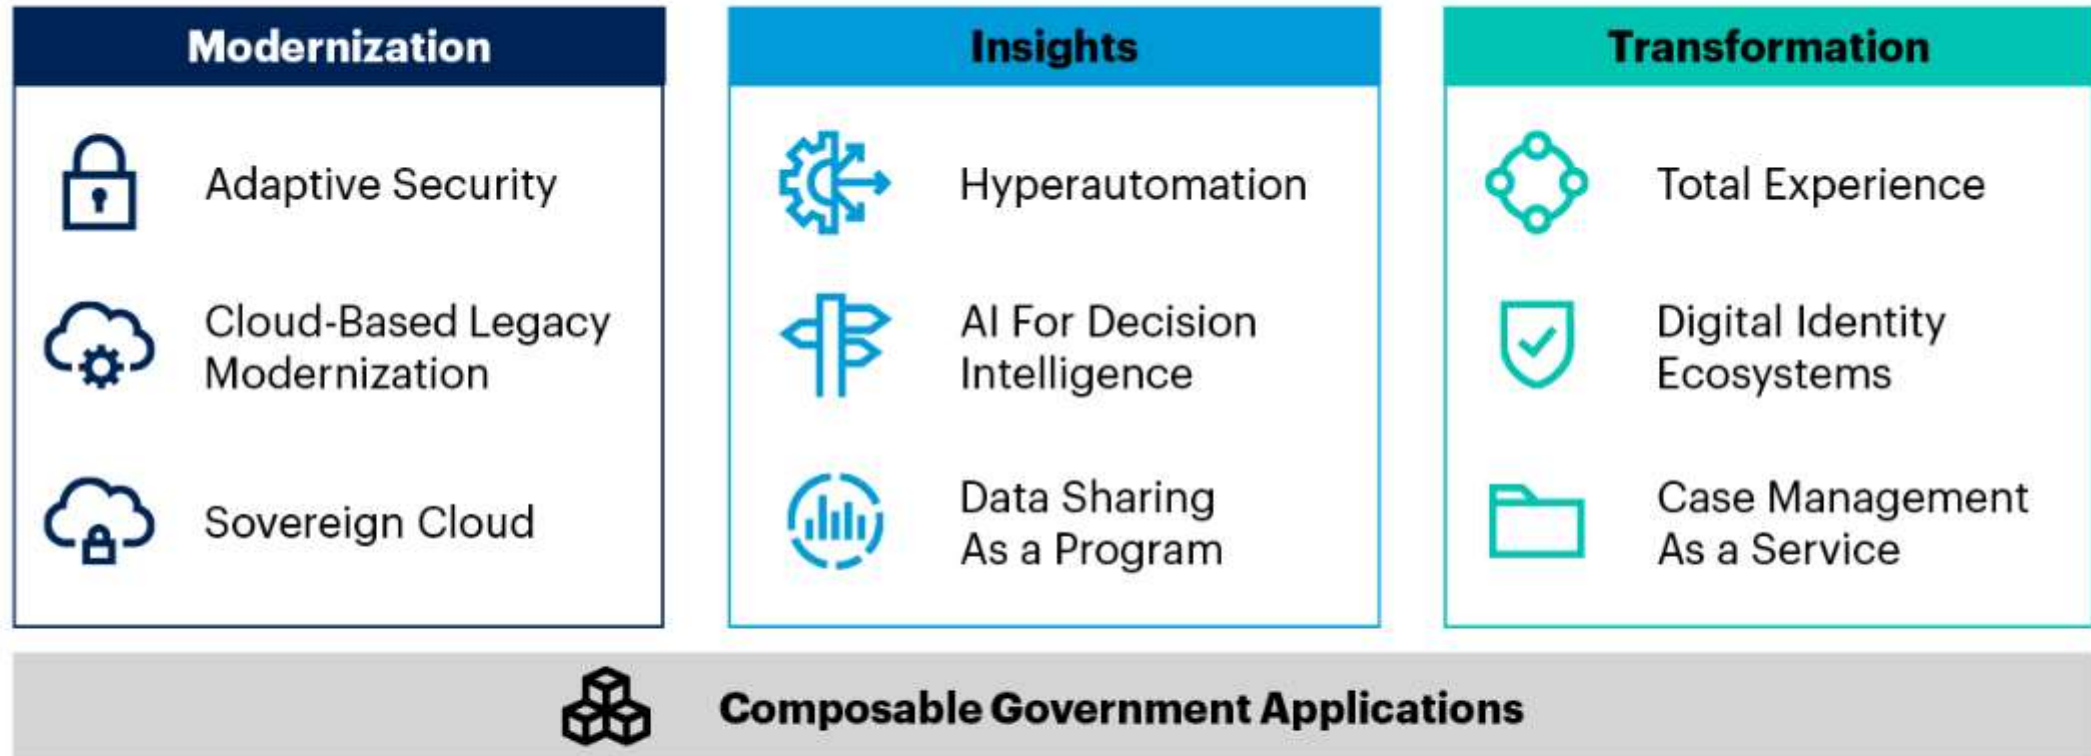 Modernization
Adaptive Security
Cloud-Based Legacy
Modernization
Sovereign Cloud
Insights
Hyperautomation
AI For Decision
Intelligence
Data Sharing
As a Program
Transformation
Total Experience
Digital Identity
Ecosystems
Case Management
As a Service
Composable Government Applications